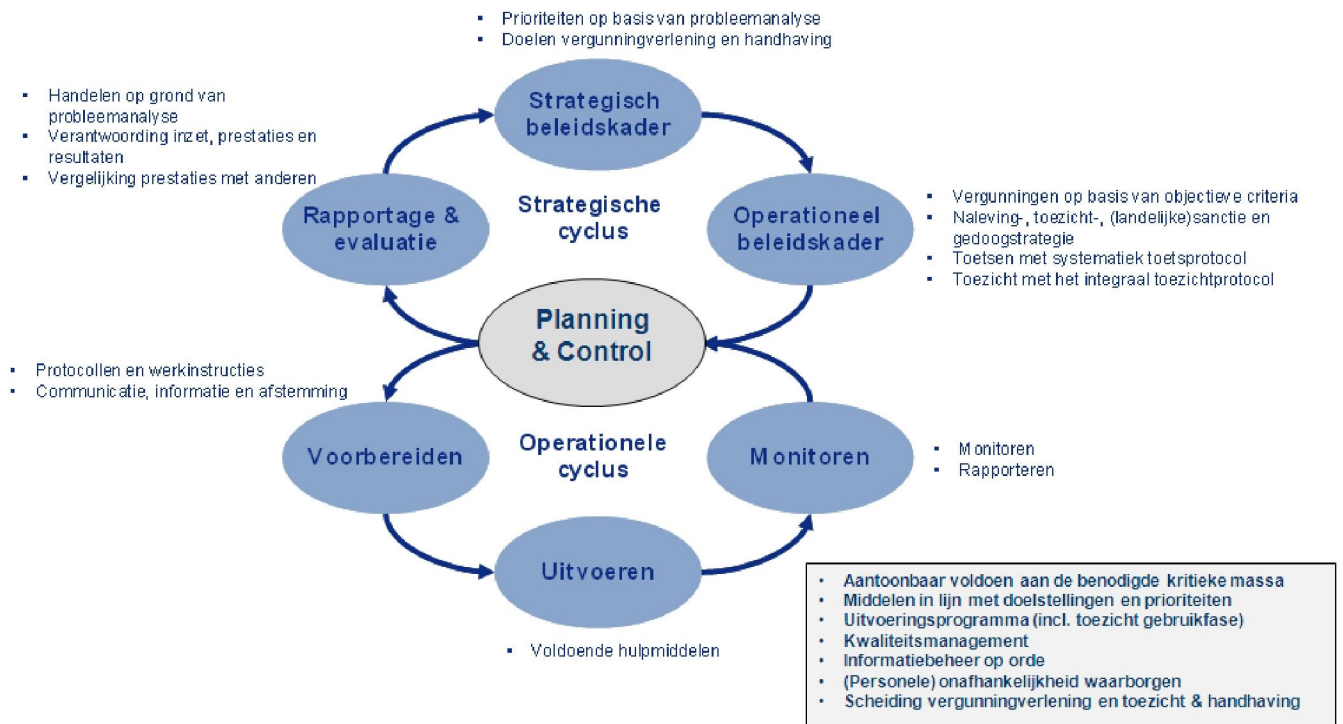 ▪ Prioriteiten op basis van probleemanalyse
▪ Doelen vergunningverlening en handhaving
▪ Handelen op grond van
probleemanalyse
▪ Verantwoording inzet, prestaties en
resultaten
▪ Vergelijking prestaties met anderen
Strategisch
beleidskader
Rapportage &
evaluatie
Strategische
cyclus
Operationeel
beleidskader
▪ Vergunningen op basis van objectieve criteria
▪ Naleving-, toezicht-, (landelijke)sanctie en
gedoogstrategie
▪ Toetsen met systematiek toetsprotocol
▪ Toezicht met het integraal toezichtprotocol
Planning
& Control
▪ Protocollen en werkinstructies
▪ Communicatie, informatie en afstemming
Voorbereiden
Operationele
cyclus
Monitoren
▪ Monitoren
▪ Rapporteren
Uitvoeren
▪ Voldoende hulpmiddelen
• Aantoonbaar voldoen aan de benodigde kritieke massa
• Middelen in lijn met doelstellingen en prioriteiten
• Uitvoeringsprogramma (incl. toezicht gebruikfase)
• Kwaliteitsmanagement
• Informatiebeheer op orde
• (Personele) onafhankelijkheid waarborgen
• Scheiding vergunningverlening en toezicht & handhaving